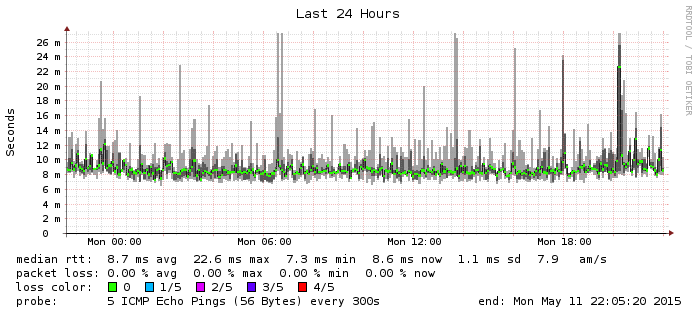 Last 24 Hours
RRDTOOL / TOBI OETIKER
Seconds
26 m
24 m
22 m
20 m
18 m
16 m
14 m
12 m
10 m
8 m
6 m
4 m
2 m
0
Mon 00:00 Mon 06:00 Mon 12:00 Mon 18:00
median rtt: 8.7 ms avg 22.6 ms max 7.3 ms min 8.6 ms now 1.1 ms sd 7.9 am/s
packet loss: 0.00 % avg 0.00 % max 0.00 % min 0.00 % now
loss color: 0 1/5 2/5 3/5 4/5
probe: 5 ICMP Echo Pings (56 Bytes) every 300s end: Mon May 11 22:05:20 2015